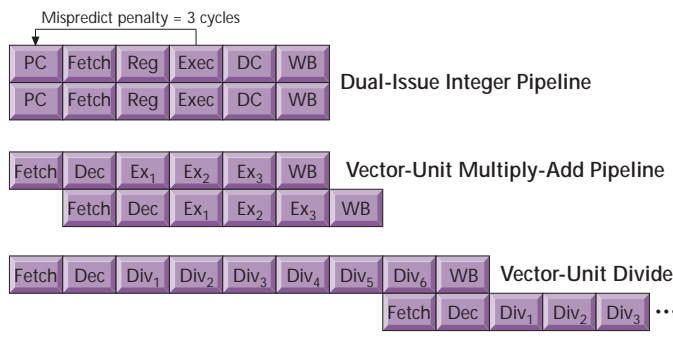 Mispredict penalty = 3 cycles
PC Fetch Reg Exec DC WB
Dual-Issue Integer Pipeline
PC Fetch Reg Exec DC WB
Fetch Dec Ex₁ Ex₂ Ex₃ WB
Vector-Unit Multiply-Add Pipeline
Fetch Dec Ex₁ Ex₂ Ex₃ WB
Fetch Dec Div₁ Div₂ Div₃ Div₄ Div₅ Div₆ WB
Vector-Unit Divide
Fetch Dec Div₁ Div₂ Div₃ •••